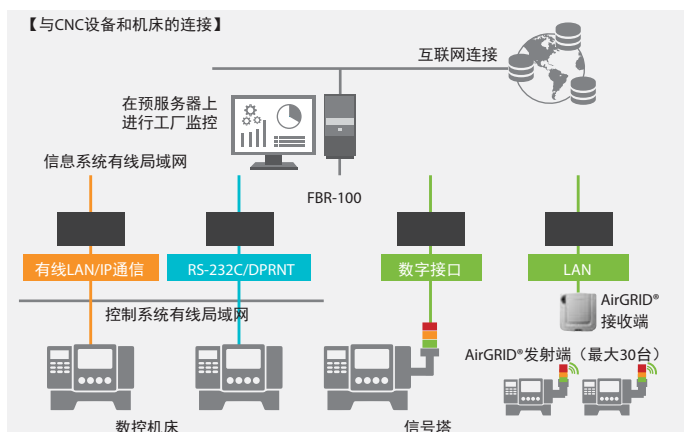 【与CNC设备和机床的连接】
互联网连接
在预服务器上
进行工厂监控
信息系统有线局域网
FBR-100
有线LAN/IP通信
RS-232C/DPRNT
数字接口
LAN
AirGRID®
接收端
控制系统有线局域网
AirGRID®发射端（最大30台）
数控机床
信号塔